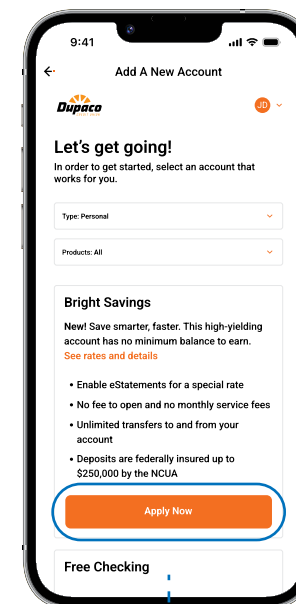 9:41
Add A New Account
Dupaco
JD
Let's get going!
In order to get started, select an account that
works for you.
Type: Personal
Products: All
Bright Savings
New! Save smarter, faster. This high-yielding
account has no minimum balance to earn.
See rates and details
• Enable eStatements for a special rate
• No fee to open and no monthly service fees
• Unlimited transfers to and from your
account
• Deposits are federally insured up to
$250,000 by the NCUA
Apply Now
Free Checking